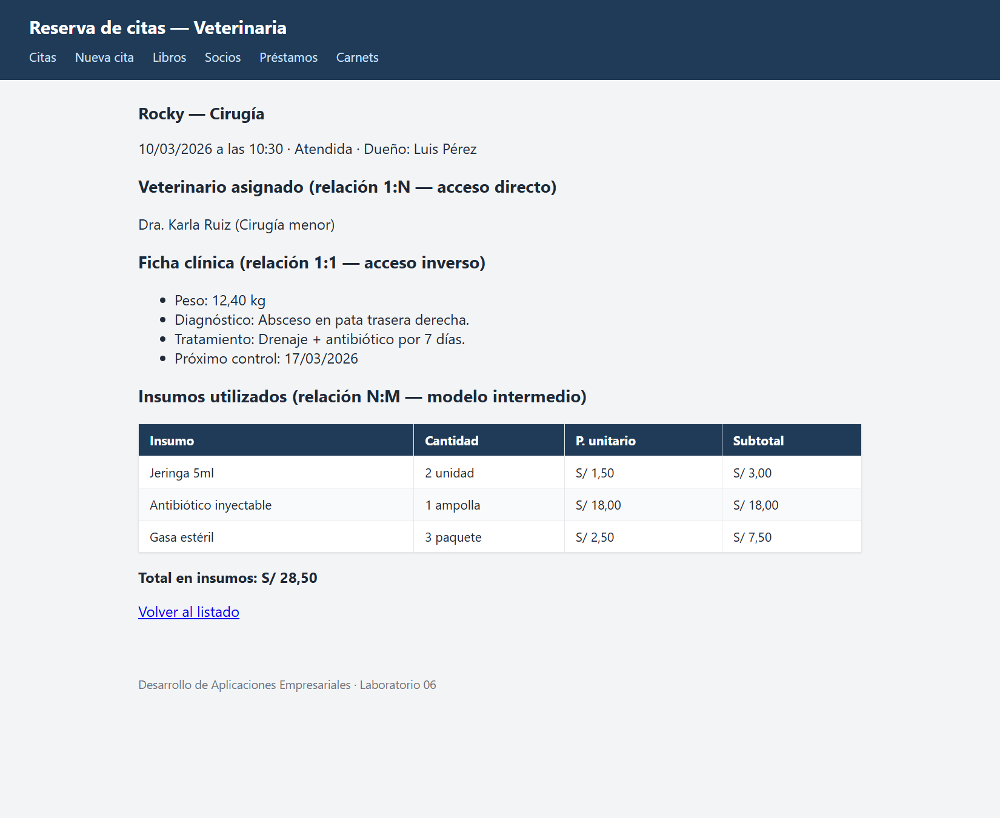 Reserva de citas — Veterinaria
Citas Nueva cita Libros Socios Préstamos Carnets
Rocky — Cirugía
10/03/2026 a las 10:30 · Atendida · Dueño: Luis Pérez
Veterinario asignado (relación 1:N — acceso directo)
Dra. Karla Ruiz (Cirugía menor)
Ficha clínica (relación 1:1 — acceso inverso)
• Peso: 12,40 kg
• Diagnóstico: Absceso en pata trasera derecha.
• Tratamiento: Drenaje + antibiótico por 7 días.
• Próximo control: 17/03/2026
Insumos utilizados (relación N:M — modelo intermedio)
Insumo Cantidad P. unitario Subtotal
Jeringa 5ml 2 unidad S/ 1,50 S/ 3,00
Antibiótico inyectable 1 ampolla S/ 18,00 S/ 18,00
Gasa estéril 3 paquete S/ 2,50 S/ 7,50
Total en insumos: S/ 28,50
Volver al listado
Desarrollo de Aplicaciones Empresariales · Laboratorio 06